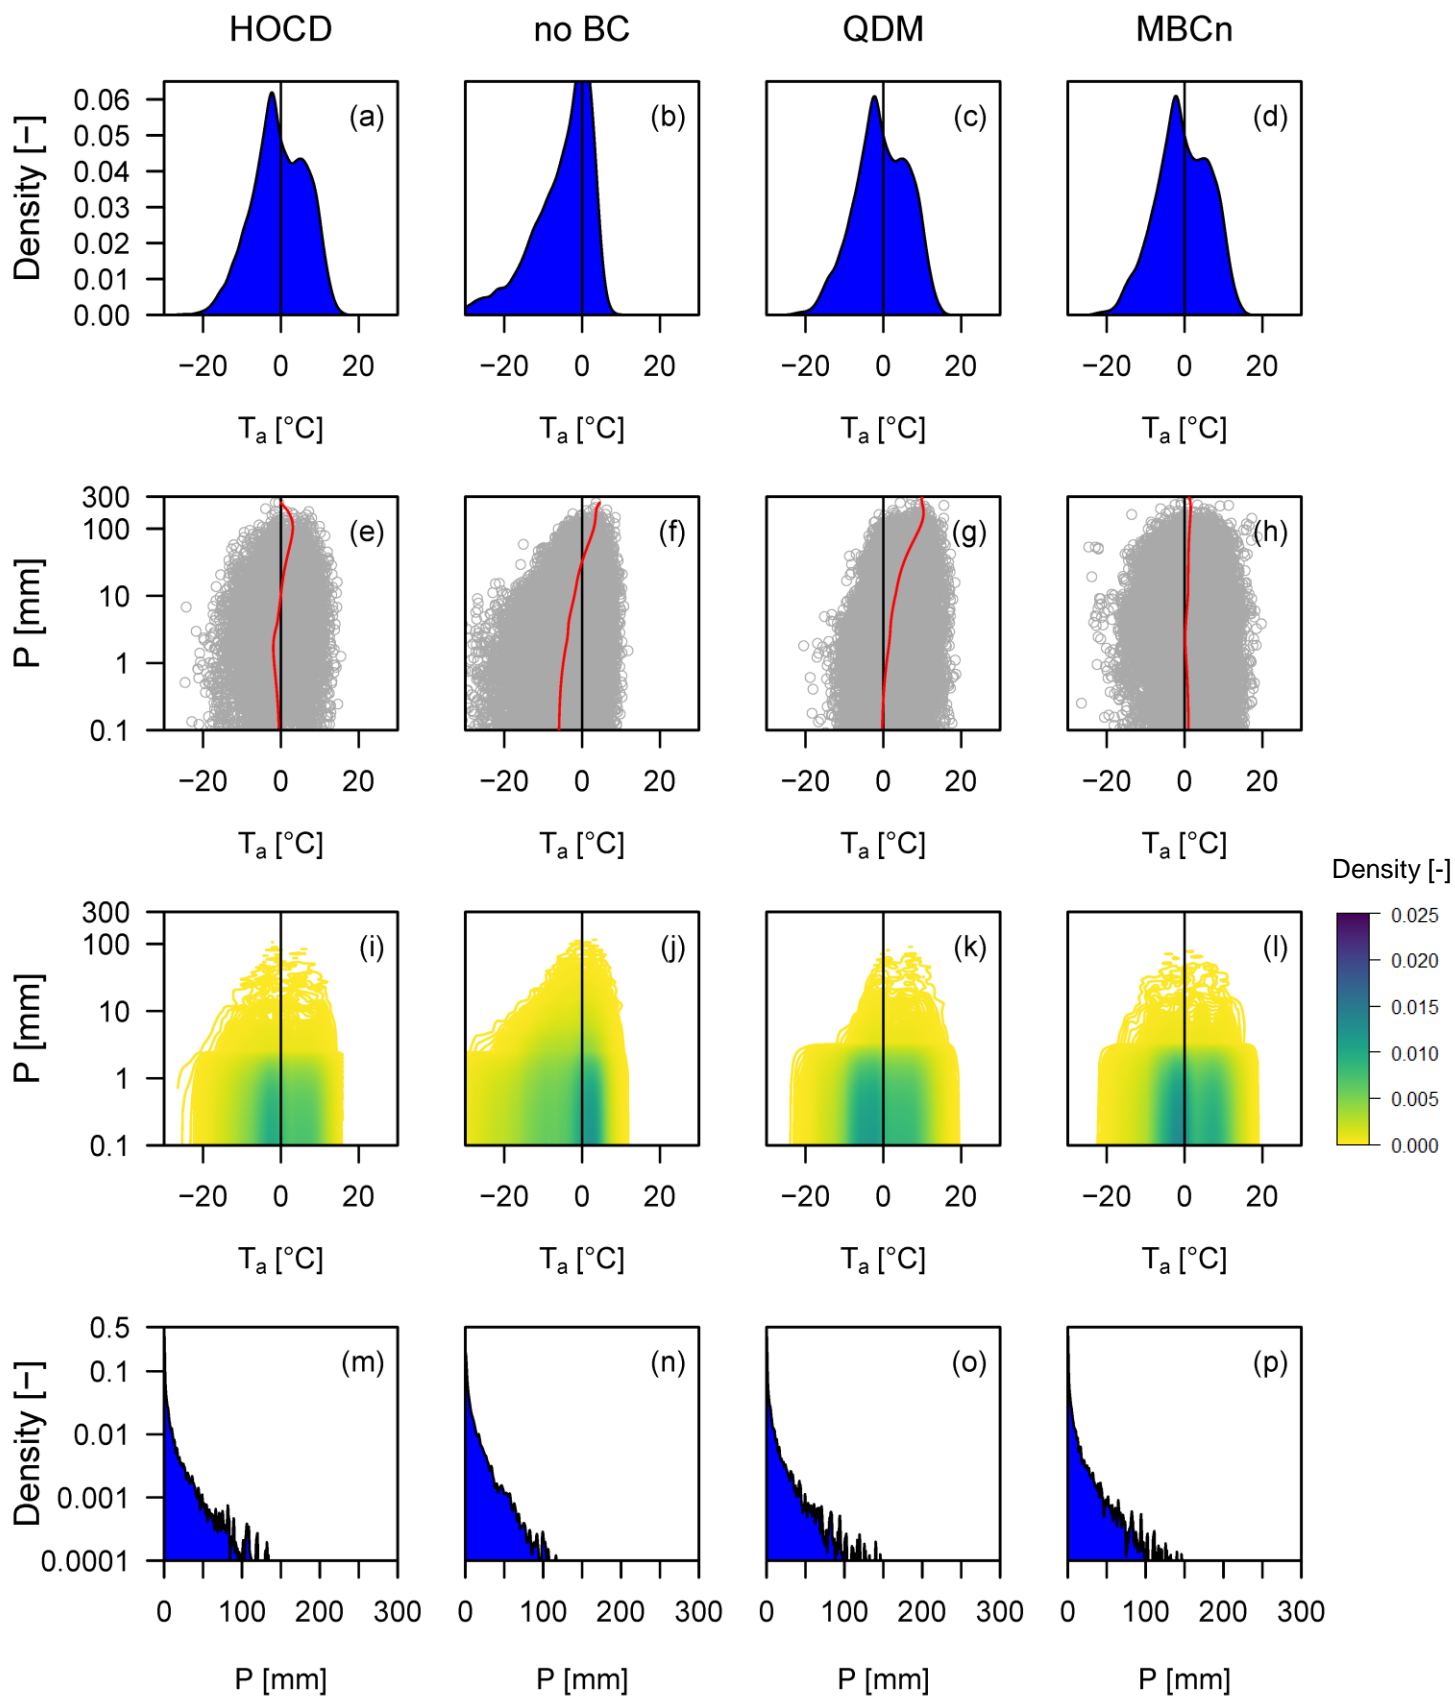 HOCD no BC QDM MBCn
Density [−] 0.06 0.05 0.04 0.03 0.02 0.01 0.00 (a) (b) (c) (d)
−20 0 20 −20 0 20 −20 0 20 −20 0 20
Ta [°C] Ta [°C] Ta [°C] Ta [°C]
P [mm] 300 100 10 1 0.1 (e) (f) (g) (h)
−20 0 20 −20 0 20 −20 0 20 −20 0 20
Ta [°C] Ta [°C] Ta [°C] Ta [°C]
Density [-]
P [mm] 300 100 10 1 0.1 (i) (j) (k) (l) 0.025 0.020 0.015 0.010 0.005 0.000
−20 0 20 −20 0 20 −20 0 20 −20 0 20
Ta [°C] Ta [°C] Ta [°C] Ta [°C]
Density [−] 0.5 0.1 0.01 0.001 0.0001 (m) (n) (o) (p)
0 100 200 300 0 100 200 300 0 100 200 300 0 100 200 300
P [mm] P [mm] P [mm] P [mm]